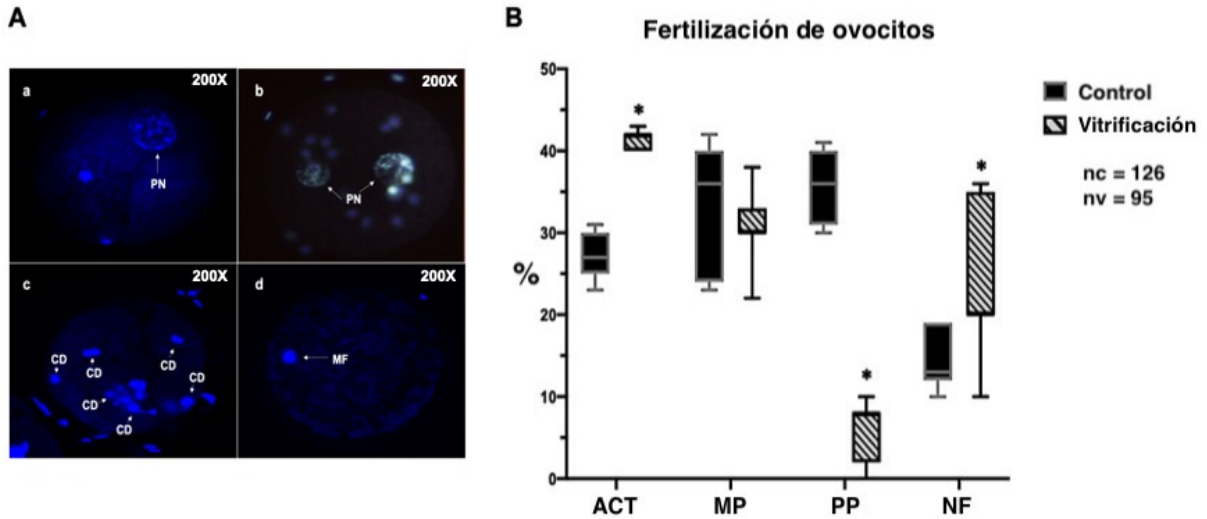 A
200X
a
PN
200X
b
PN
200X
c
CD
CD
CD
CD
CD
CD
200X
d
MF
B
Fertilización de ovocitos
50
40
30
20
10
0
%
*
*
*
ACT
MP
PP
NF
Control
Vitrificación
nc = 126
nv = 95